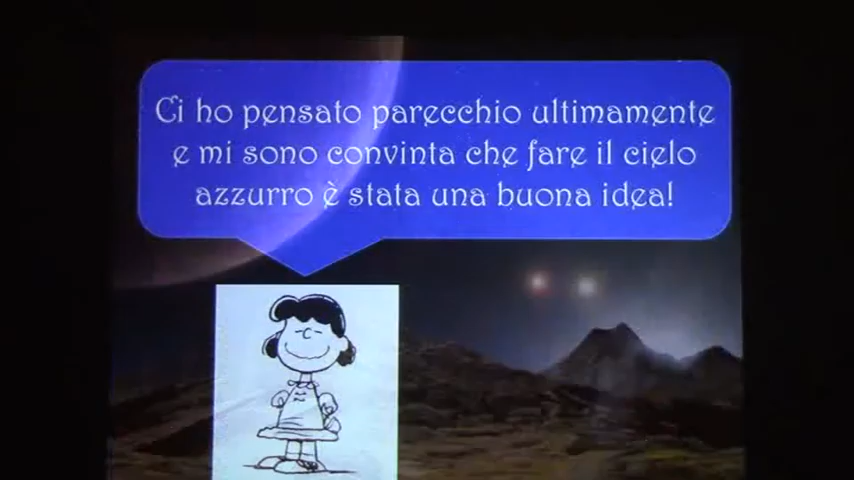 Ci ho pensato parecchio ultimamente
e mi sono convinta che fare il cielo
azzurro è stata una buona idea!